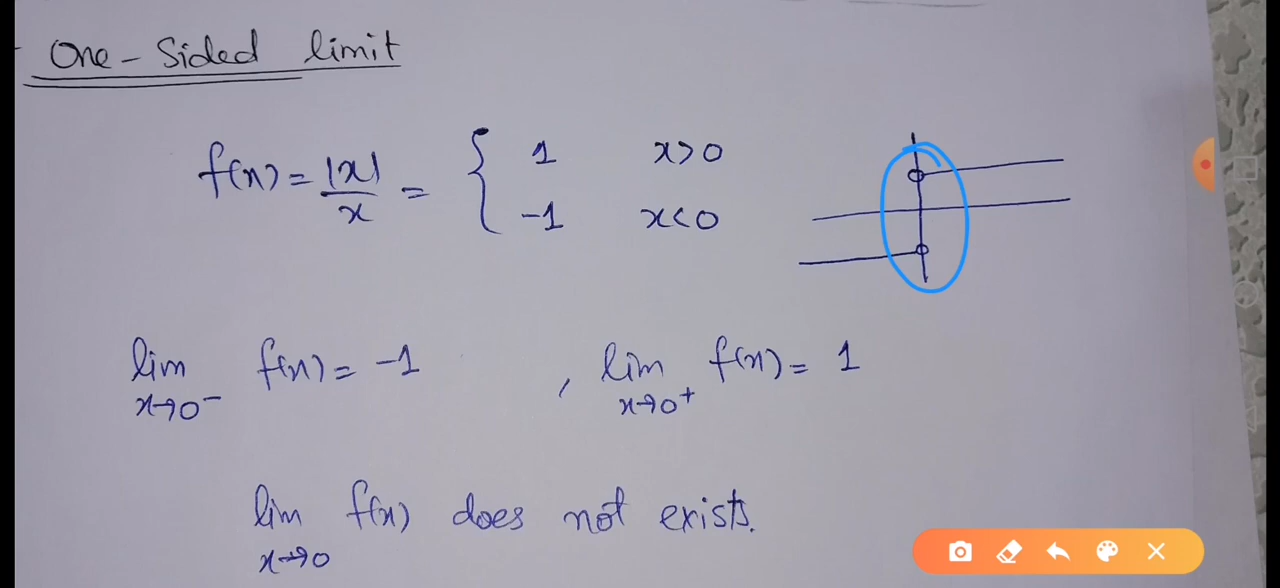 One-Sided limit
f(x) = |x|/x = { 1 x>0
-1 x<0
lim x→0⁻ f(x) = -1 , lim x→0⁺ f(x) = 1
lim x→0 f(x) does not exists.